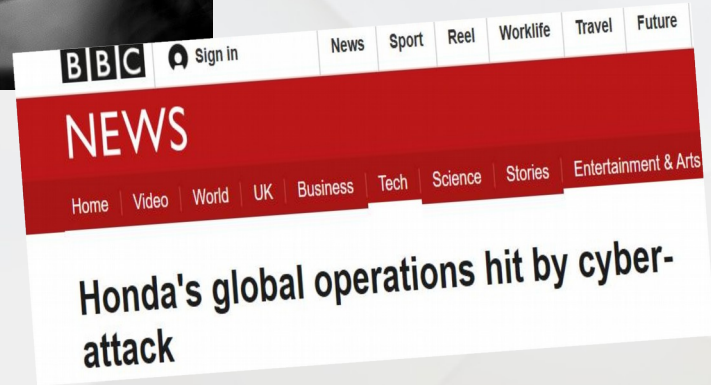 BBC Sign in News Sport Reel Worklife Travel Future
NEWS
Home Video World UK Business Tech Science Stories Entertainment & Arts
Honda's global operations hit by cyber-
attack